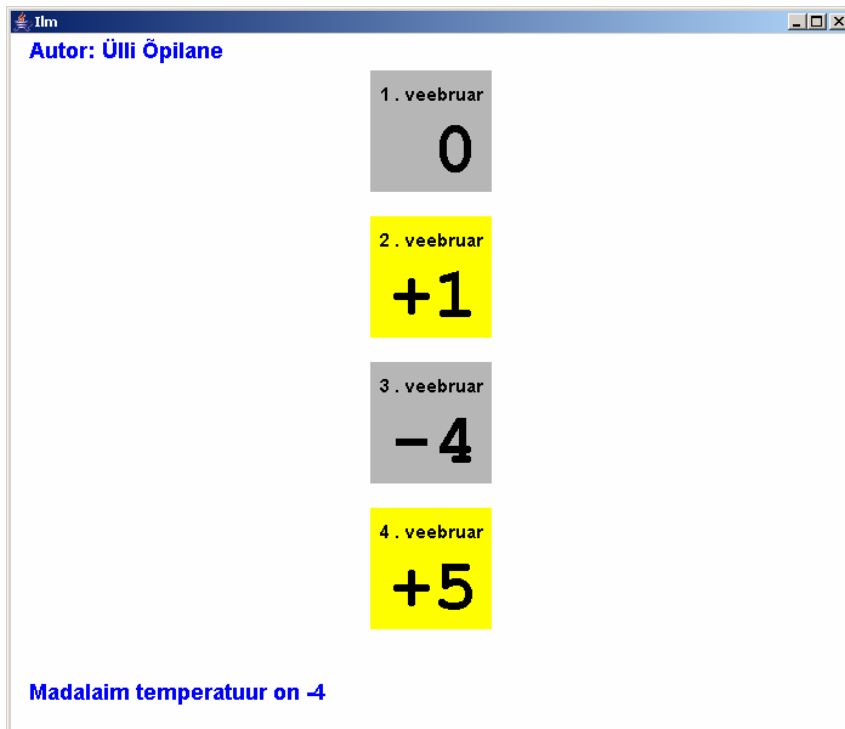 Ilm
Autor: Ülli Õpilane
1 . veebruar
0
2 . veebruar
+1
3 . veebruar
-4
4 . veebruar
+5
Madalaim temperatuur on -4